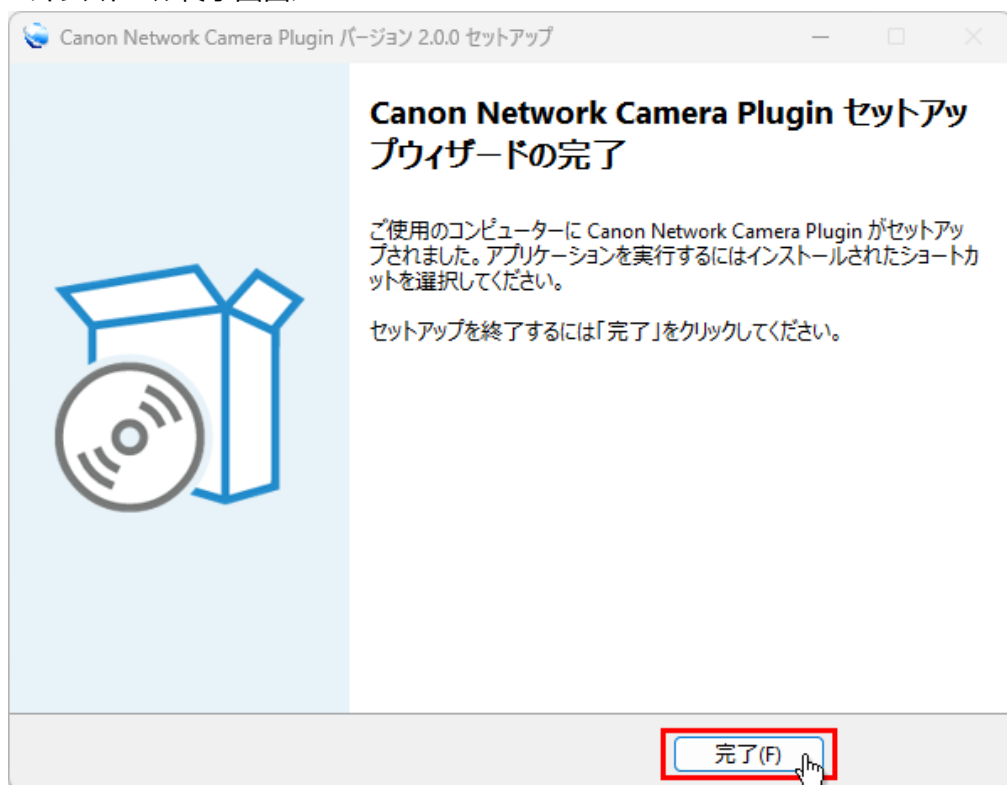 Canon Network Camera Plugin バージョン 2.0.0 セットアップ
Canon Network Camera Plugin セットアッ
プウィザードの完了
ご使用のコンピューターに Canon Network Camera Plugin がセットアッ
プされました。アプリケーションを実行するにはインストールされたショートカ
ットを選択してください。
セットアップを終了するには「完了」をクリックしてください。
完了(F)